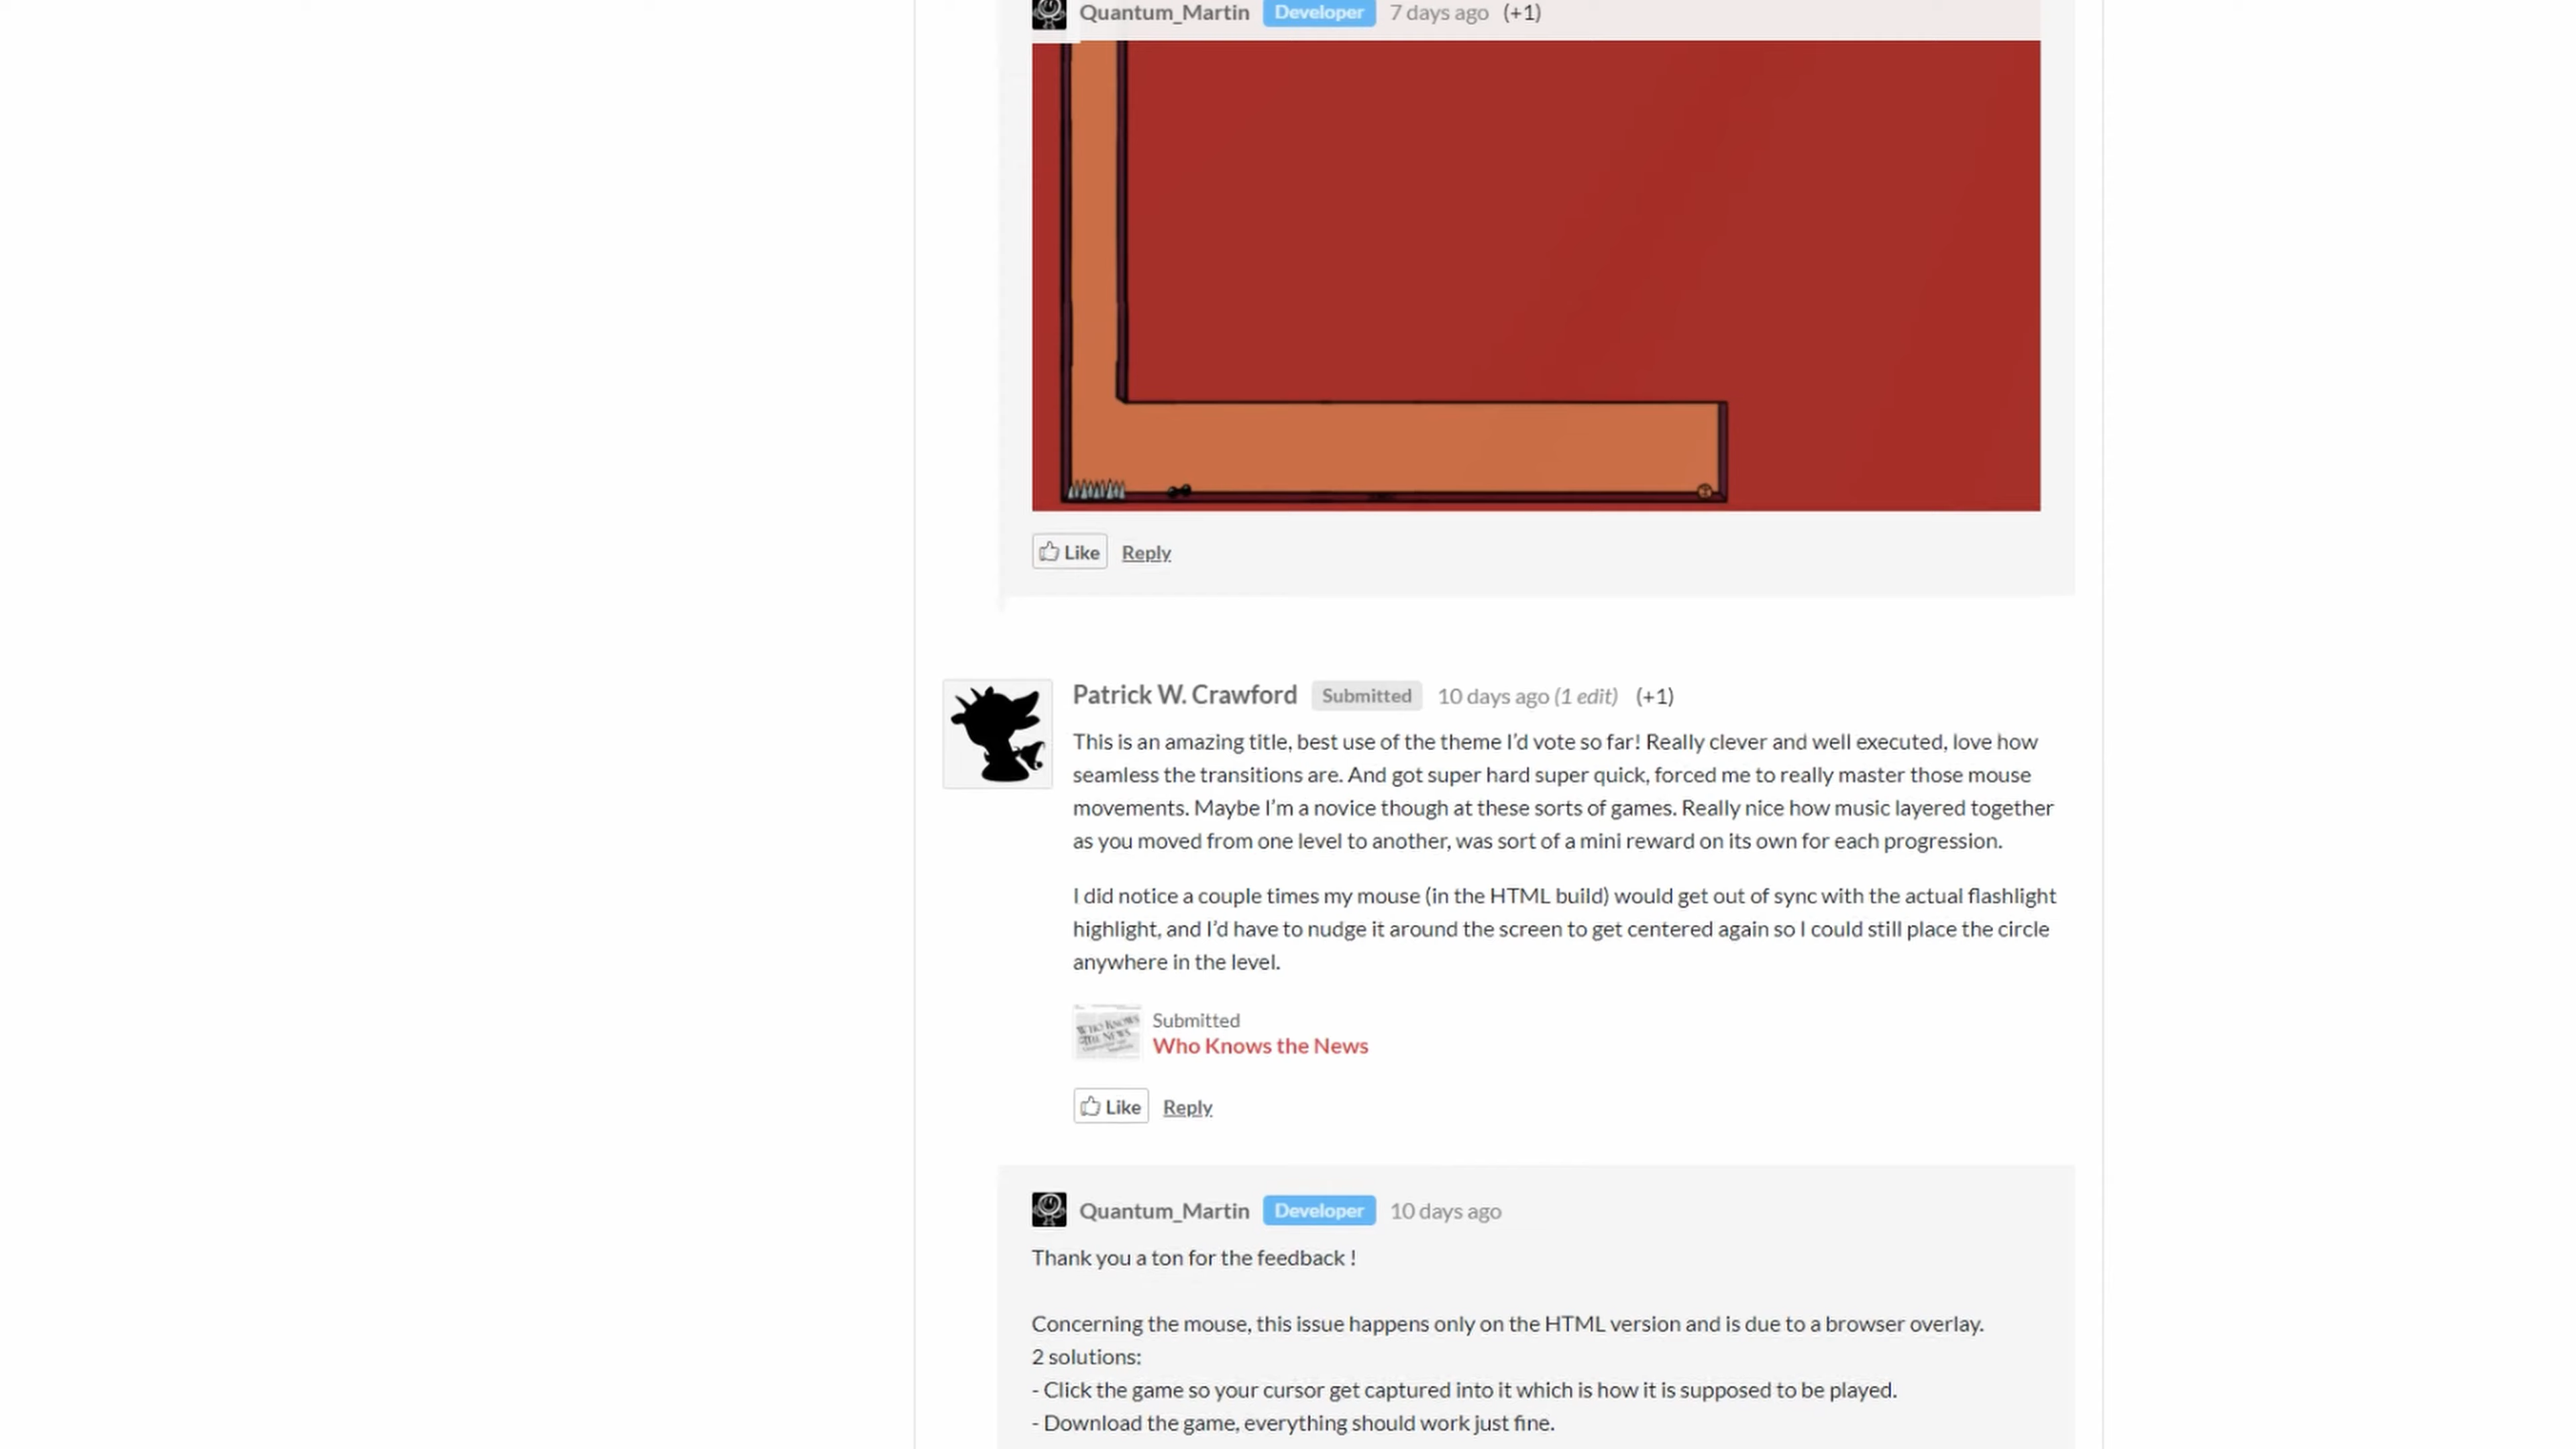 Quantum_Martin Developer 7 days ago (+1)
Like Reply
Patrick W. Crawford Submitted 10 days ago (1 edit) (+1)
This is an amazing title, best use of the theme I’d vote so far! Really clever and well executed, love how
seamless the transitions are. And got super hard super quick, forced me to really master those mouse
movements. Maybe I’m a novice though at these sorts of games. Really nice how music layered together
as you moved from one level to another, was sort of a mini reward on its own for each progression.
I did notice a couple times my mouse (in the HTML build) would get out of sync with the actual flashlight
highlight, and I’d have to nudge it around the screen to get centered again so I could still place the circle
anywhere in the level.
WHO KNOWS
THE NEWS
Submitted
Who Knows the News
Like Reply
Quantum_Martin Developer 10 days ago
Thank you a ton for the feedback !
Concerning the mouse, this issue happens only on the HTML version and is due to a browser overlay.
2 solutions:
- Click the game so your cursor get captured into it which is how it is supposed to be played.
- Download the game, everything should work just fine.